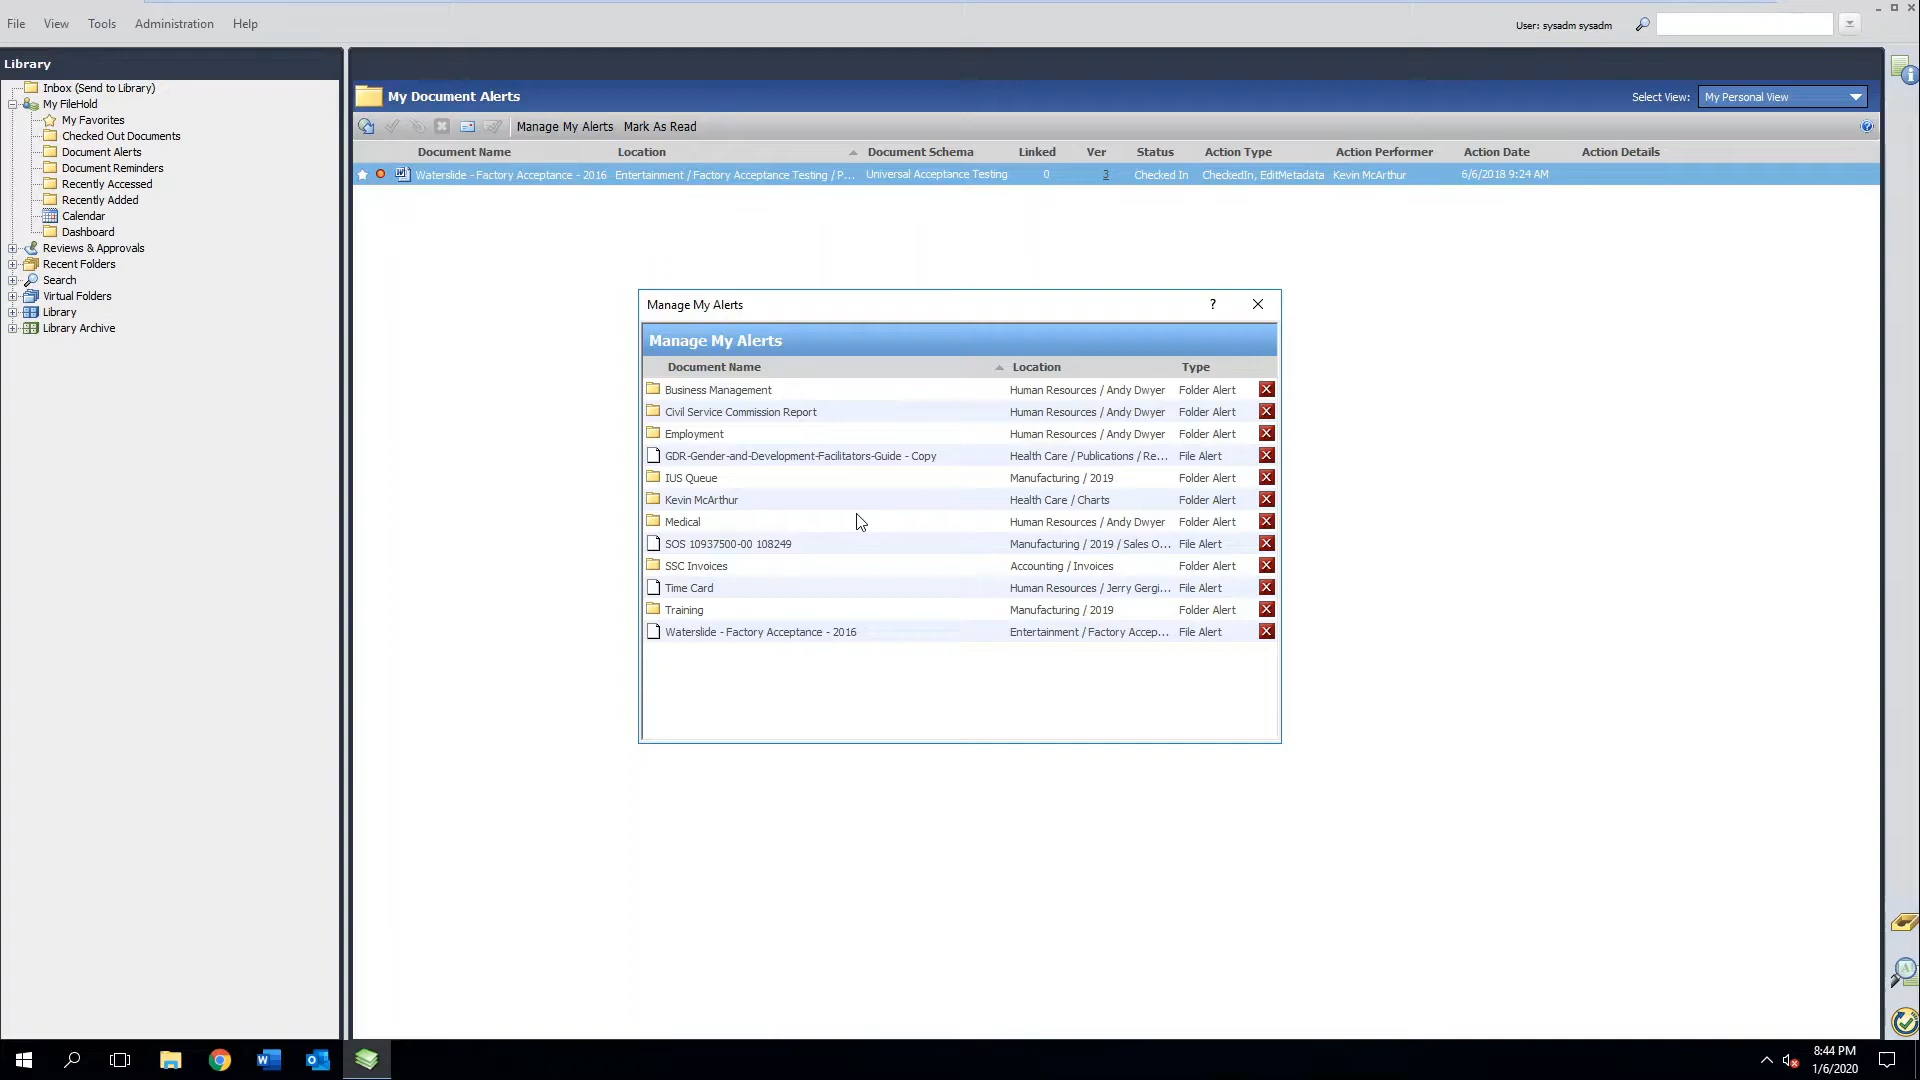 File View Tools Administration Help
User: sysadm sysadm
Library
Inbox (Send to Library)
My FileHold
My Favorites
Checked Out Documents
Document Alerts
Document Reminders
Recently Accessed
Recently Added
Calendar
Dashboard
Reviews & Approvals
Recent Folders
Search
Virtual Folders
Library
Library Archive
My Document Alerts
Select View: My Personal View
Manage My Alerts Mark As Read
Document Name Location Document Schema Linked Ver Status Action Type Action Performer Action Date Action Details
Waterslide - Factory Acceptance - 2016 Entertainment / Factory Acceptance Testing / P... Universal Acceptance Testing 0 3 Checked In CheckedIn, EditMetadata Kevin McArthur 6/6/2018 9:24 AM
Manage My Alerts ?
Manage My Alerts
Document Name Location Type
Business Management Human Resources / Andy Dwyer Folder Alert
Civil Service Commission Report Human Resources / Andy Dwyer Folder Alert
Employment Human Resources / Andy Dwyer Folder Alert
GDR-Gender-and-Development-Facilitators-Guide - Copy Health Care / Publications / Re... File Alert
IUS Queue Manufacturing / 2019 Folder Alert
Kevin McArthur Health Care / Charts Folder Alert
Medical Human Resources / Andy Dwyer Folder Alert
SOS 10937500-00 108249 Manufacturing / 2019 / Sales O... File Alert
SSC Invoices Accounting / Invoices Folder Alert
Time Card Human Resources / Jerry Gergi... File Alert
Training Manufacturing / 2019 Folder Alert
Waterslide - Factory Acceptance - 2016 Entertainment / Factory Accep... File Alert
8:44 PM
1/6/2020